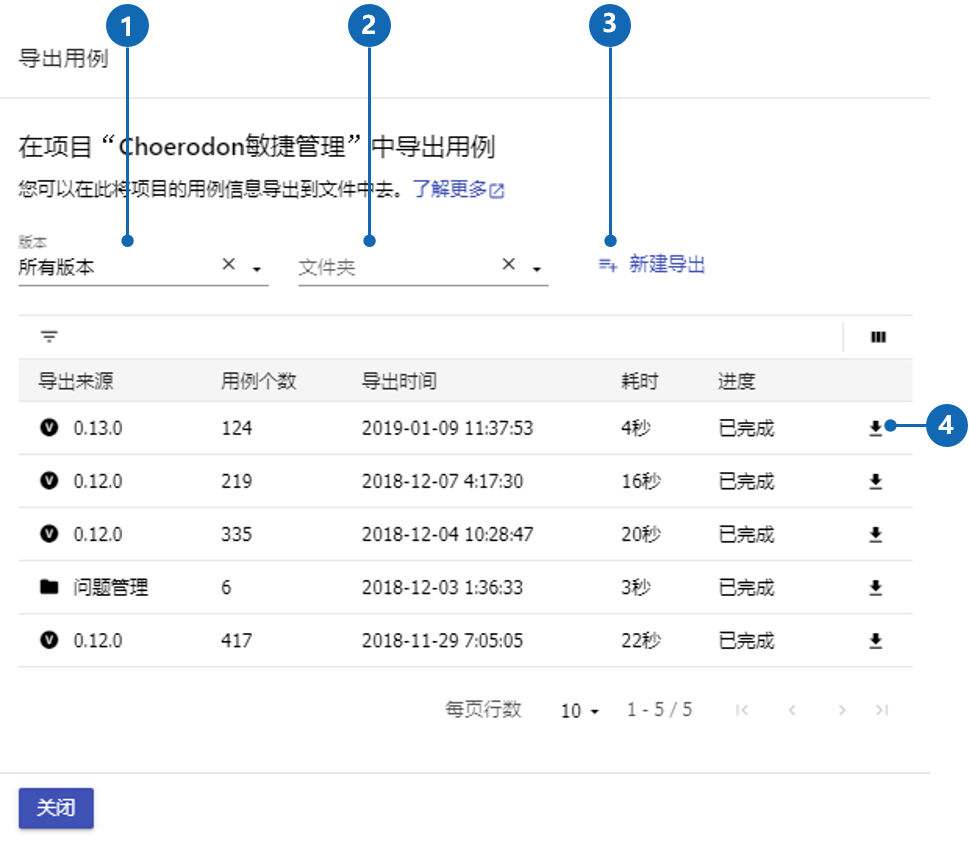 1 2 3
导出用例
在项目“Choerodon敏捷管理”中导出用例
您可以在此将项目的用例信息导出到文件中去。了解更多
版本
所有版本 文件夹 新建导出
导出来源 用例个数 导出时间 耗时 进度
V 0.13.0 124 2019-01-09 11:37:53 4秒 已完成 4
V 0.12.0 219 2018-12-07 4:17:30 16秒 已完成
V 0.12.0 335 2018-12-04 10:28:47 20秒 已完成
问题管理 6 2018-12-03 1:36:33 3秒 已完成
V 0.12.0 417 2018-11-29 7:05:05 22秒 已完成
每页行数 10 1 - 5 / 5
关闭